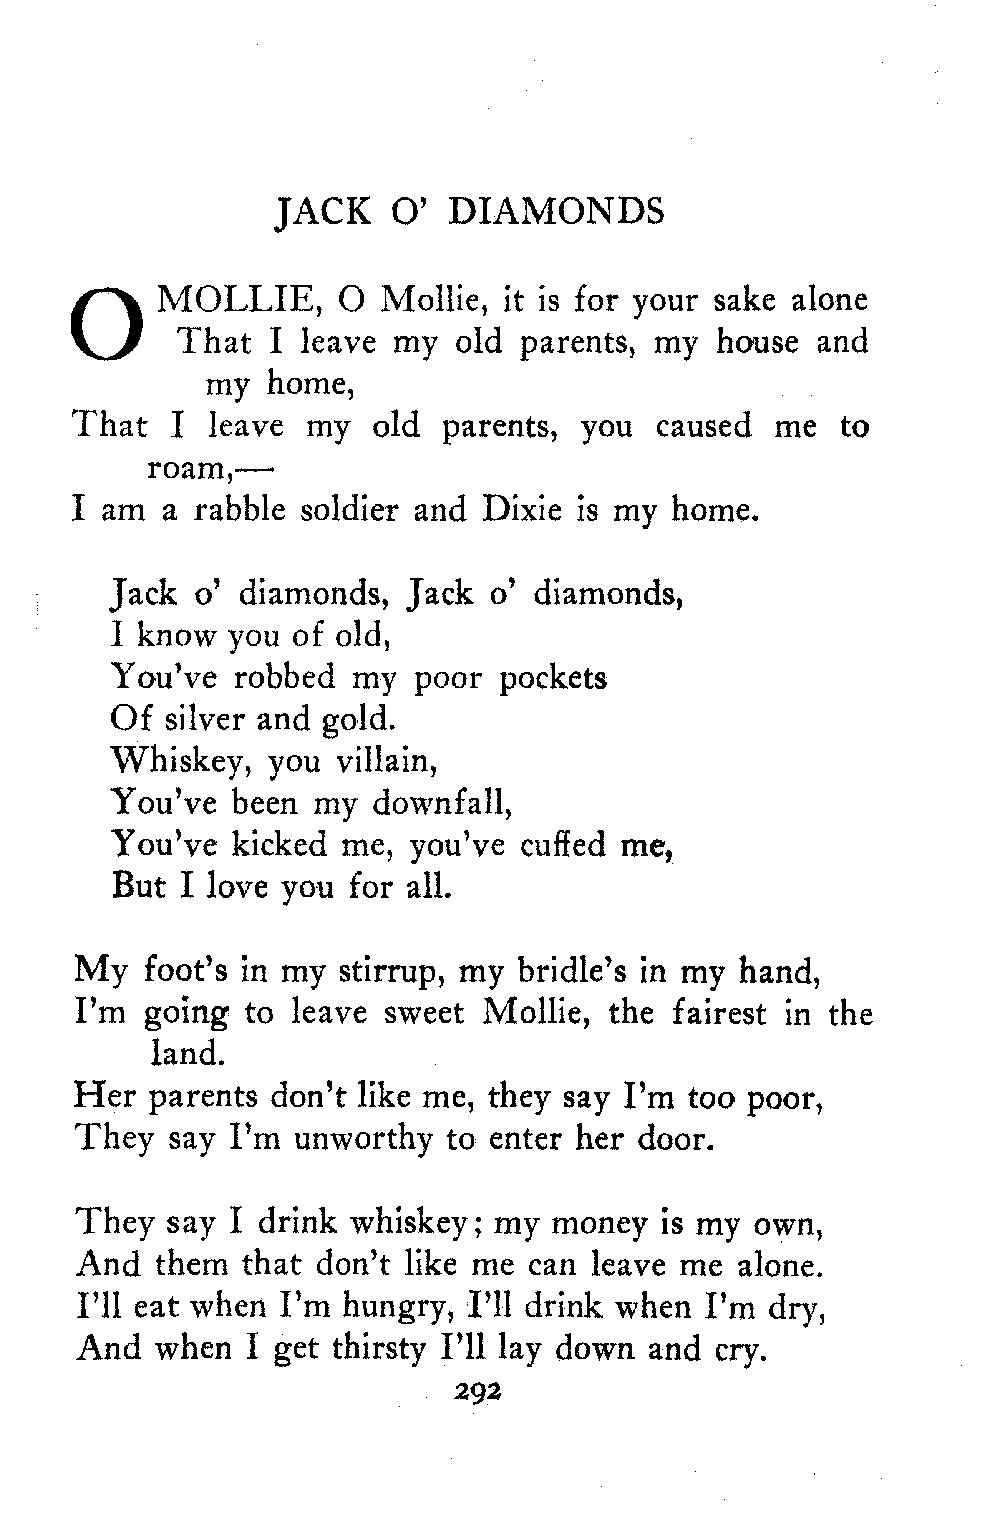 JACK O' DIAMONDS
O MOLLIE, O Mollie, it is for your sake alone
That I leave my old parents, my house and
my home,
That I leave my old parents, you caused me to
roam,—
I am a rabble soldier and Dixie is my home.
Jack o' diamonds, Jack o' diamonds,
I know you of old,
You've robbed my poor pockets
Of silver and gold.
Whiskey, you villain,
You've been my downfall,
You've kicked me, you've cuffed me,
But I love you for all.
My foot's in my stirrup, my bridle's in my hand,
I'm going to leave sweet Mollie, the fairest in the
land.
Her parents don't like me, they say I'm too poor,
They say I'm unworthy to enter her door.
They say I drink whiskey; my money is my own,
And them that don't like me can leave me alone.
I'll eat when I'm hungry, I'll drink when I'm dry,
And when I get thirsty I'll lay down and cry.
292